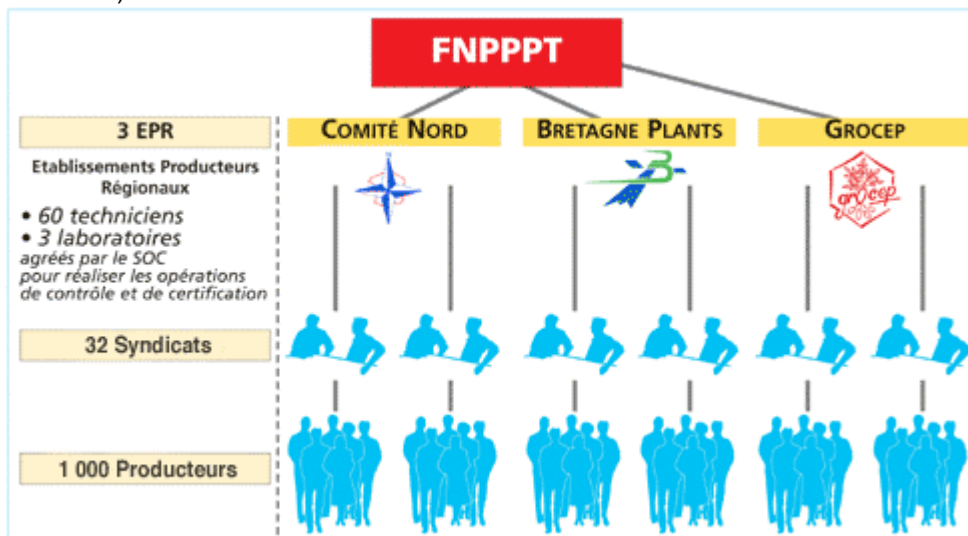 FNPPPT
3 EPR
COMITÉ NORD
BRETAGNE PLANTS
GROCEP
Etablissements Producteurs
Régionaux
• 60 techniciens
• 3 laboratoires
agréés par le SOC
pour réaliser les opérations
de contrôle et de certification
grocep
32 Syndicats
1 000 Producteurs